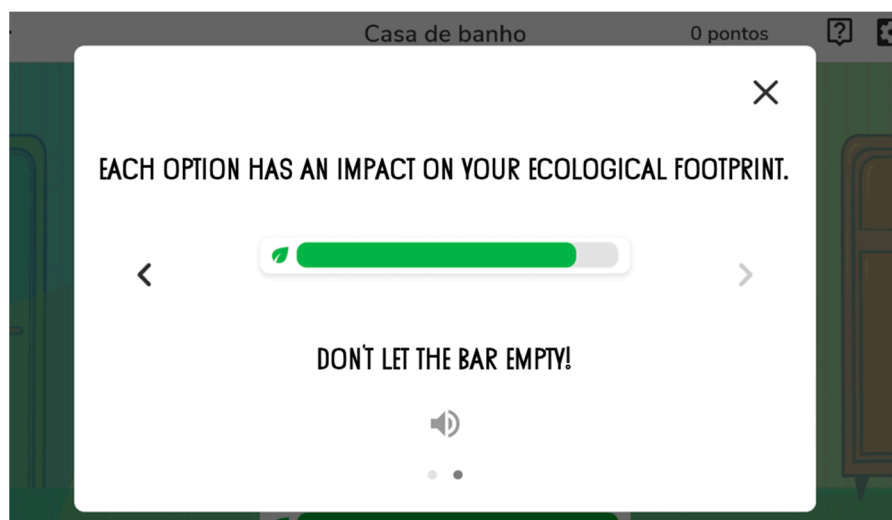 Casa de banho
0 pontos
EACH OPTION HAS AN IMPACT ON YOUR ECOLOGICAL FOOTPRINT.
DON'T LET THE BAR EMPTY!